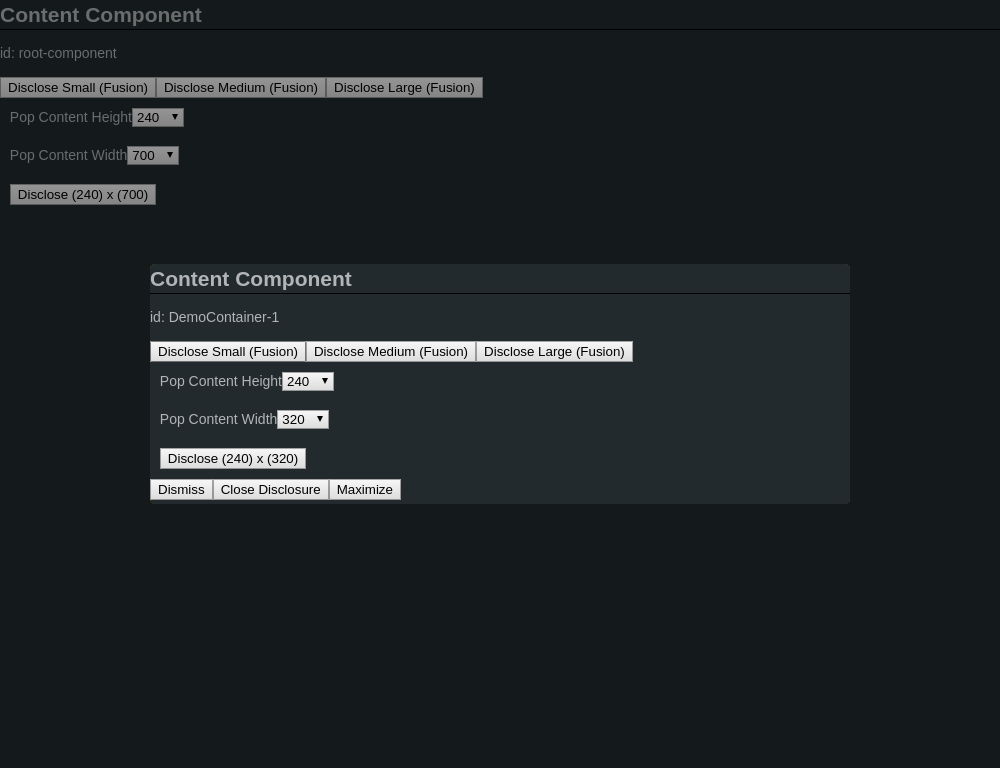 Content Component
id: root-component
Disclose Small (Fusion) Disclose Medium (Fusion) Disclose Large (Fusion)
Pop Content Height 240
Pop Content Width 700
Disclose (240) x (700)
Content Component
id: DemoContainer-1
Disclose Small (Fusion) Disclose Medium (Fusion) Disclose Large (Fusion)
Pop Content Height 240
Pop Content Width 320
Disclose (240) x (320)
Dismiss Close Disclosure Maximize